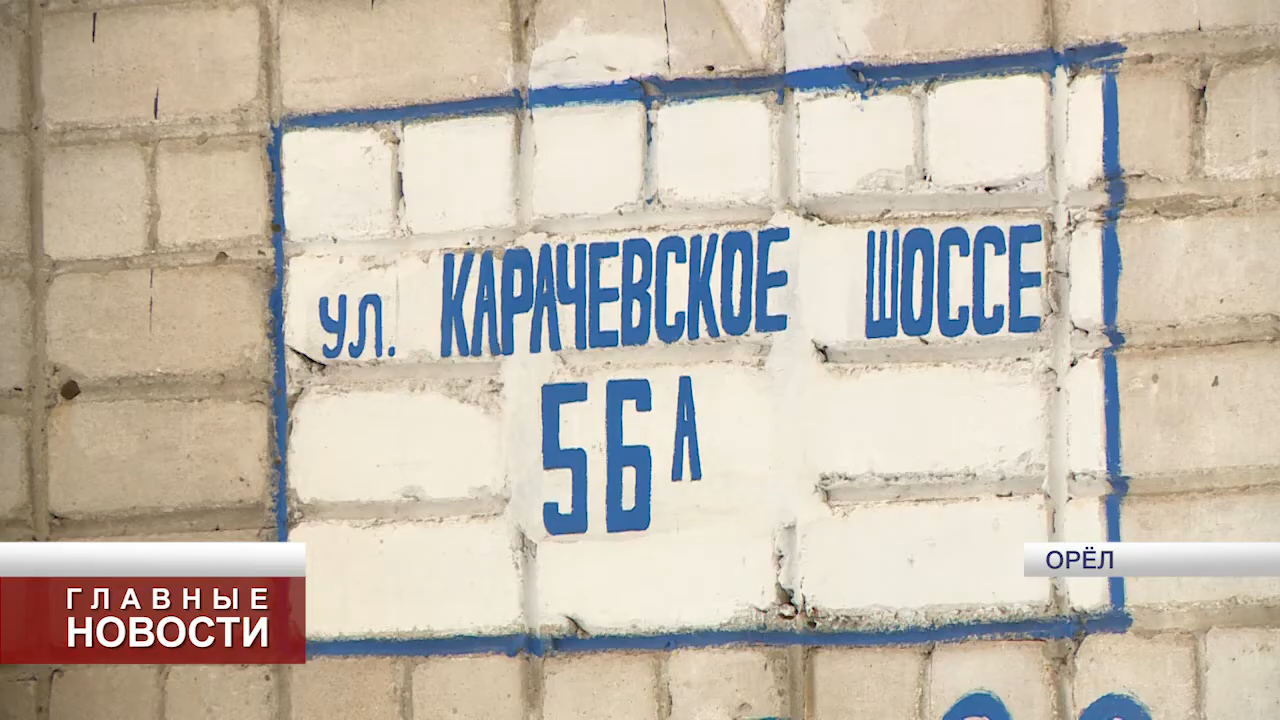 ул. КАРАЧЕВСКОЕ ШОССЕ
56 А
ОРЁЛ
ГЛАВНЫЕ
НОВОСТИ